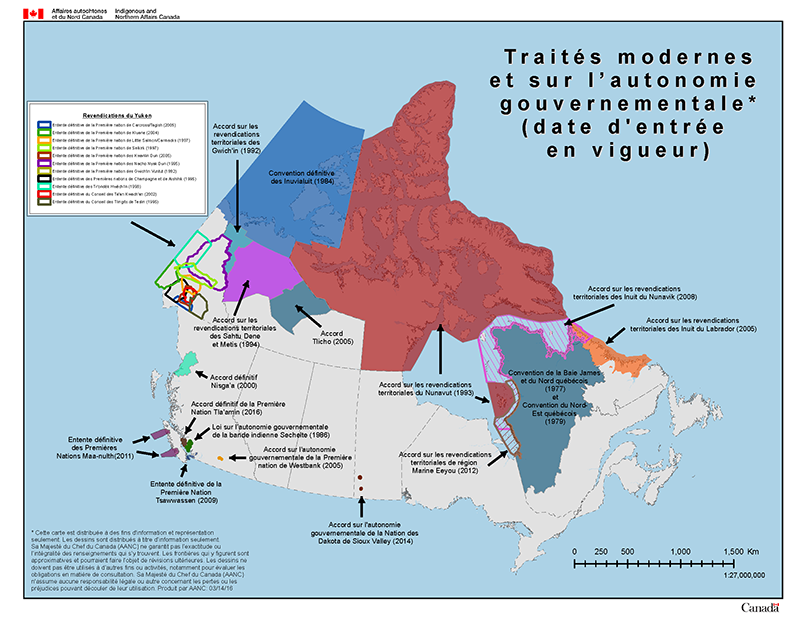 Affaires autochtones
et du Nord Canada
Indigenous and
Northern Affairs Canada
Traités modernes
et sur l'autonomie
gouvernementale*
(date d'entrée
en vigueur)
Revendications du Yukon
Entente définitive de la Première nation de Carcross/Tagish (2005)
Entente définitive de la Première nation de Kluane (2004)
Entente définitive de la Première nation de Little Salmon/Carmacks (1997)
Entente définitive de la Première nation de Selkirk (1997)
Entente définitive de la Première nation des Kwanlin Dun (2005)
Entente définitive de la Première nation des Nacho Nyak Dun (1995)
Entente définitive de la Première nation des Gwitchin Vuntut (1993)
Entente définitive des Premières nations de Champagne et de Aishihik (1995)
Entente définitive des Tr'ondëk Hwëch'in (1998)
Entente définitive du Conseil des Ta'an Kwach'an (2002)
Entente définitive du Conseil des Tlingits de Teslin (1995)
Accord sur les
revendications
territoriales des
Gwich'in (1992)
Convention définitive
des Inuvialuit (1984)
Accord sur les
revendications territoriales
des Sahtu Dene
et Metis (1994)
Accord
Tlicho (2005)
Accord sur les revendications
territoriales des Inuit du Nunavik (2008)
Accord sur les revendications
territoriales des Inuit du Labrador (2005)
Accord sur les revendications
territoriales du Nunavut (1993)
Convention de la Baie James
et du Nord québécois
(1977)
et
Convention du Nord-
Est québécois
(1979)
Accord définitif
Nisga'a (2000)
Accord définitif de la Première
Nation Tla'amin (2016)
Loi sur l'autonomie gouvernementale
de la bande indienne Sechelte (1986)
Entente définitive
des Premières
Nations Maa-nulth(2011)
Accord sur l'autonomie
gouvernementale de la Première
nation de Westbank (2005)
Accord sur les revendications
territoriales de région
Marine Eeyou (2012)
Entente définitive de la
Première Nation
Tsawwassen (2009)
Accord sur l'autonomie
gouvernementale de la Nation des
Dakota de Sioux Valley (2014)
* Cette carte est distribuée à des fins d'information et représentation
seulement. Les dessins sont distribués à titre d'information seulement.
Sa Majesté du Chef du Canada (AANC) ne garantit pas l'exactitude ou
l'intégralité des renseignements qui s'y trouvent. Les frontières qui y figurent sont
approximatives et pourraient faire l'objet de révisions ultérieures. Les dessins ne
doivent pas être utilisés à d'autres fins ou activités, notamment pour évaluer les
obligations en matière de consultation. Sa Majesté du Chef du Canada (AANC)
n'assume aucune responsabilité légale ou autre concernant les pertes ou les
préjudices pouvant découler de leur utilisation. Produit par AANC: 03/14/16
0 250 500 1,000 1,500 Km
1:27,000,000
Canada